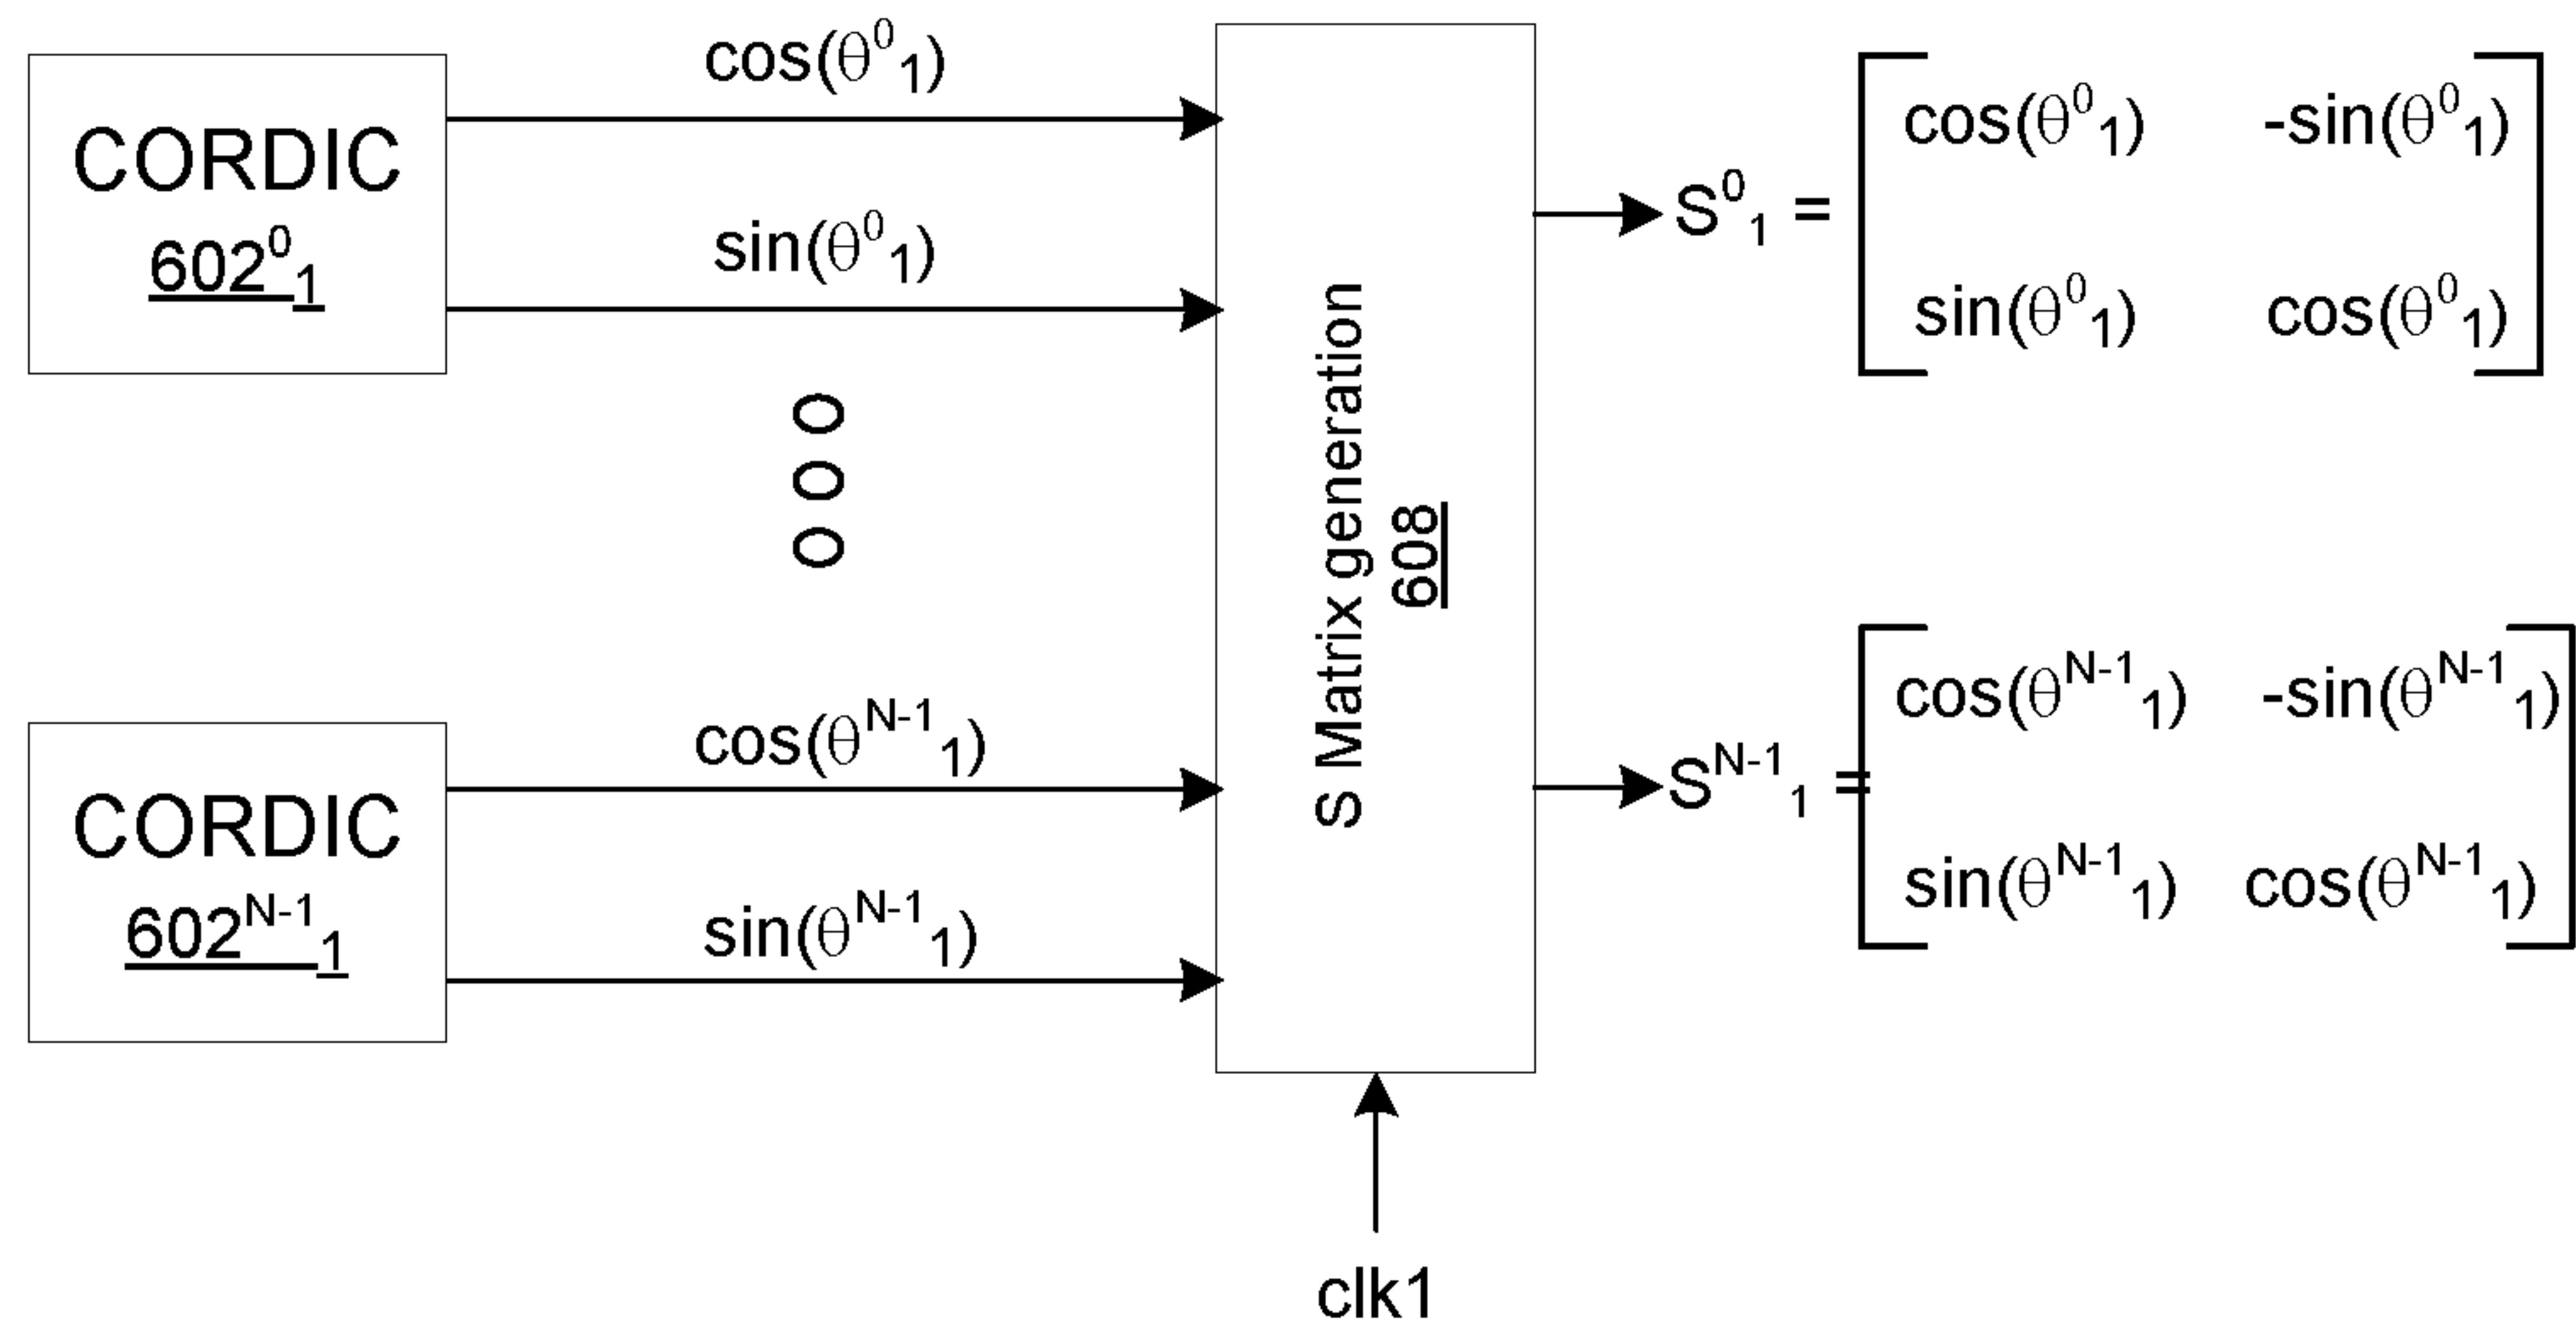 CORDIC
602⁰₁
cos(θ⁰₁)
sin(θ⁰₁)
O O O
CORDIC
602ᴺ⁻¹₁
cos(θᴺ⁻¹₁)
sin(θᴺ⁻¹₁)
S Matrix generation
608
clk1
S⁰₁ =
cos(θ⁰₁) -sin(θ⁰₁)
sin(θ⁰₁) cos(θ⁰₁)
Sᴺ⁻¹₁ =
cos(θᴺ⁻¹₁) -sin(θᴺ⁻¹₁)
sin(θᴺ⁻¹₁) cos(θᴺ⁻¹₁)